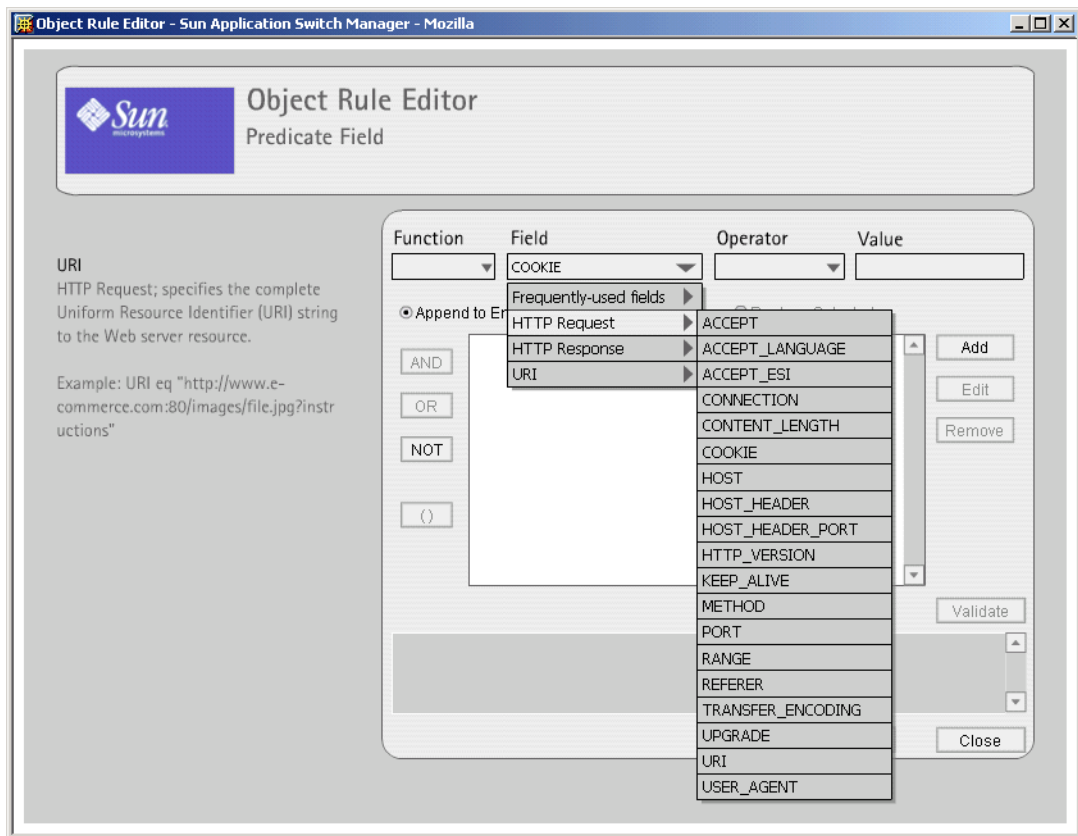 Object Rule Editor - Sun Application Switch Manager - Mozilla
Sun
microsystems
Object Rule Editor
Predicate Field
URI
HTTP Request; specifies the complete
Uniform Resource Identifier (URI) string
to the Web server resource.
Example: URI eq "http://www.e-
commerce.com:80/images/file.jpg?instr
uctions"
Function
Field
Operator
Value
COOKIE
Append to Er
Frequently-used fields
HTTP Request
HTTP Response
URI
ACCEPT
ACCEPT_LANGUAGE
ACCEPT_ESI
CONNECTION
CONTENT_LENGTH
COOKIE
HOST
HOST_HEADER
HOST_HEADER_PORT
HTTP_VERSION
KEEP_ALIVE
METHOD
PORT
RANGE
REFERER
TRANSFER_ENCODING
UPGRADE
URI
USER_AGENT
AND
OR
NOT
()
Add
Edit
Remove
Validate
Close